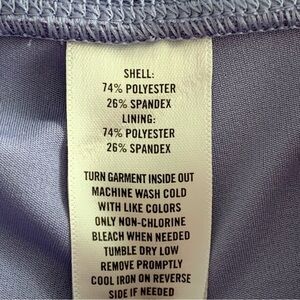 SHELL:
74% POLYESTER
26% SPANDEX
LINING:
74% POLYESTER
26% SPANDEX
TURN GARMENT INSIDE OUT
MACHINE WASH COLD
WITH LIKE COLORS
ONLY NON-CHLORINE
BLEACH WHEN NEEDED
TUMBLE DRY LOW
REMOVE PROMPTLY
COOL IRON ON REVERSE
SIDE IF NEEDED